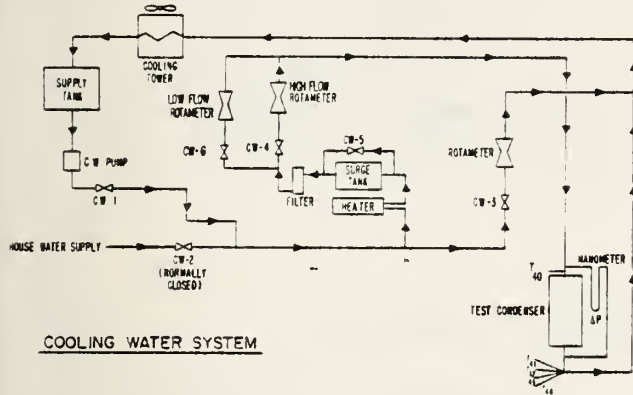 COOLING
TOWER
SUPPLY
TANK
LOW FLOW
ROTAMETER
HIGH FLOW
ROTAMETER
CW-5
ROTAMETER
CW-6
CW-4
SURGE
TANK
C.W. PUMP
FILTER
HEATER
CW-3
CW-1
HOUSE WATER SUPPLY
CW-2
(NORMALLY
CLOSED)
T
40
MANOMETER
TEST CONDENSER
ΔP
COOLING WATER SYSTEM